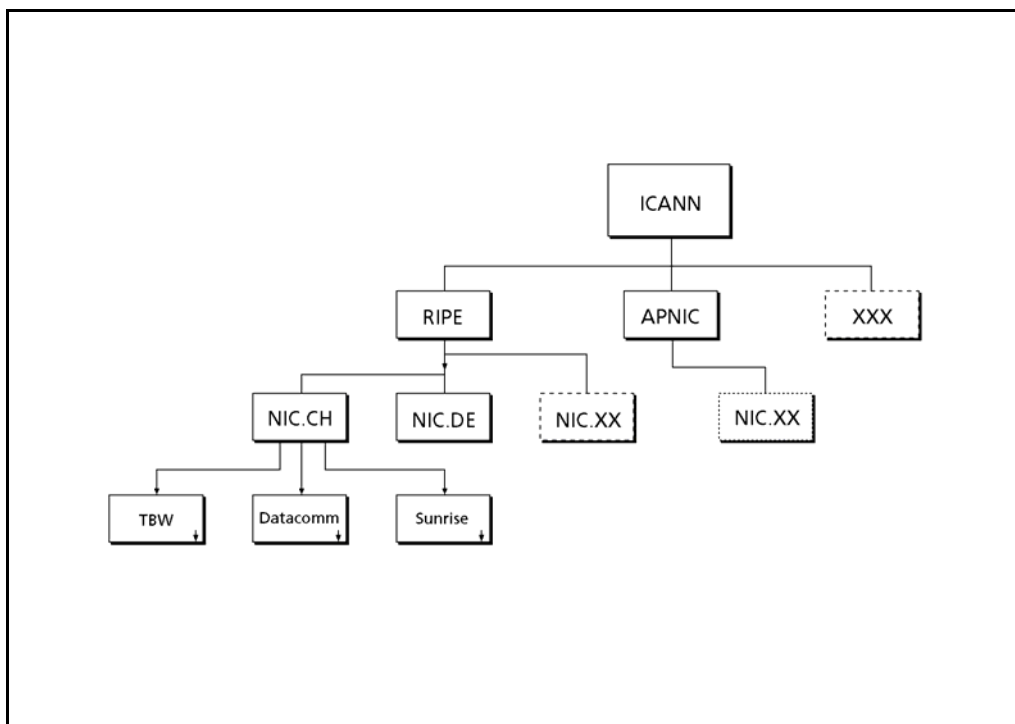 ICANN
RIPE
APNIC
XXX
NIC.CH
NIC.DE
NIC.XX
NIC.XX
TBW
Datacomm
Sunrise